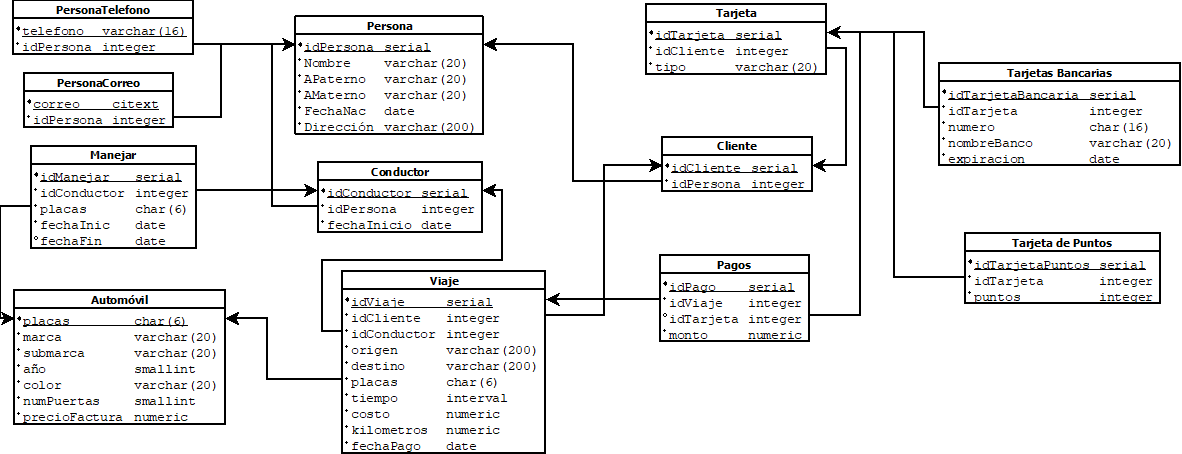 PersonaTelefono
telefono varchar(16)
idPersona integer
PersonaCorreo
correo citext
idPersona integer
Persona
idPersona serial
Nombre varchar(20)
APaterno varchar(20)
AMaterno varchar(20)
FechaNac date
Dirección varchar(200)
Tarjeta
idTarjeta serial
idCliente integer
tipo varchar(20)
Tarjetas Bancarias
idTarjetaBancaria serial
idTarjeta integer
numero char(16)
nombreBanco varchar(20)
expiracion date
Manejar
idManejar serial
idConductor integer
placas char(6)
fechaInic date
fechaFin date
Conductor
idConductor serial
idPersona integer
fechaInicio date
Cliente
idCliente serial
idPersona integer
Tarjeta de Puntos
idTarjetaPuntos serial
idTarjeta integer
puntos integer
Automóvil
placas char(6)
marca varchar(20)
submarca varchar(20)
año smallint
color varchar(20)
numPuertas smallint
precioFactura numeric
Viaje
idViaje serial
idCliente integer
idConductor integer
origen varchar(200)
destino varchar(200)
placas char(6)
tiempo interval
costo numeric
kilometros numeric
fechaPago date
Pagos
idPago serial
idViaje integer
idTarjeta integer
monto numeric